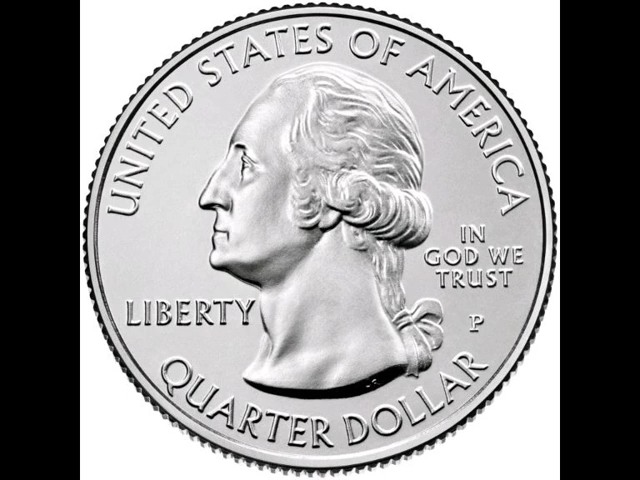 UNITED STATES OF AMERICA
LIBERTY
IN
GOD WE
TRUST
P
QUARTER DOLLAR